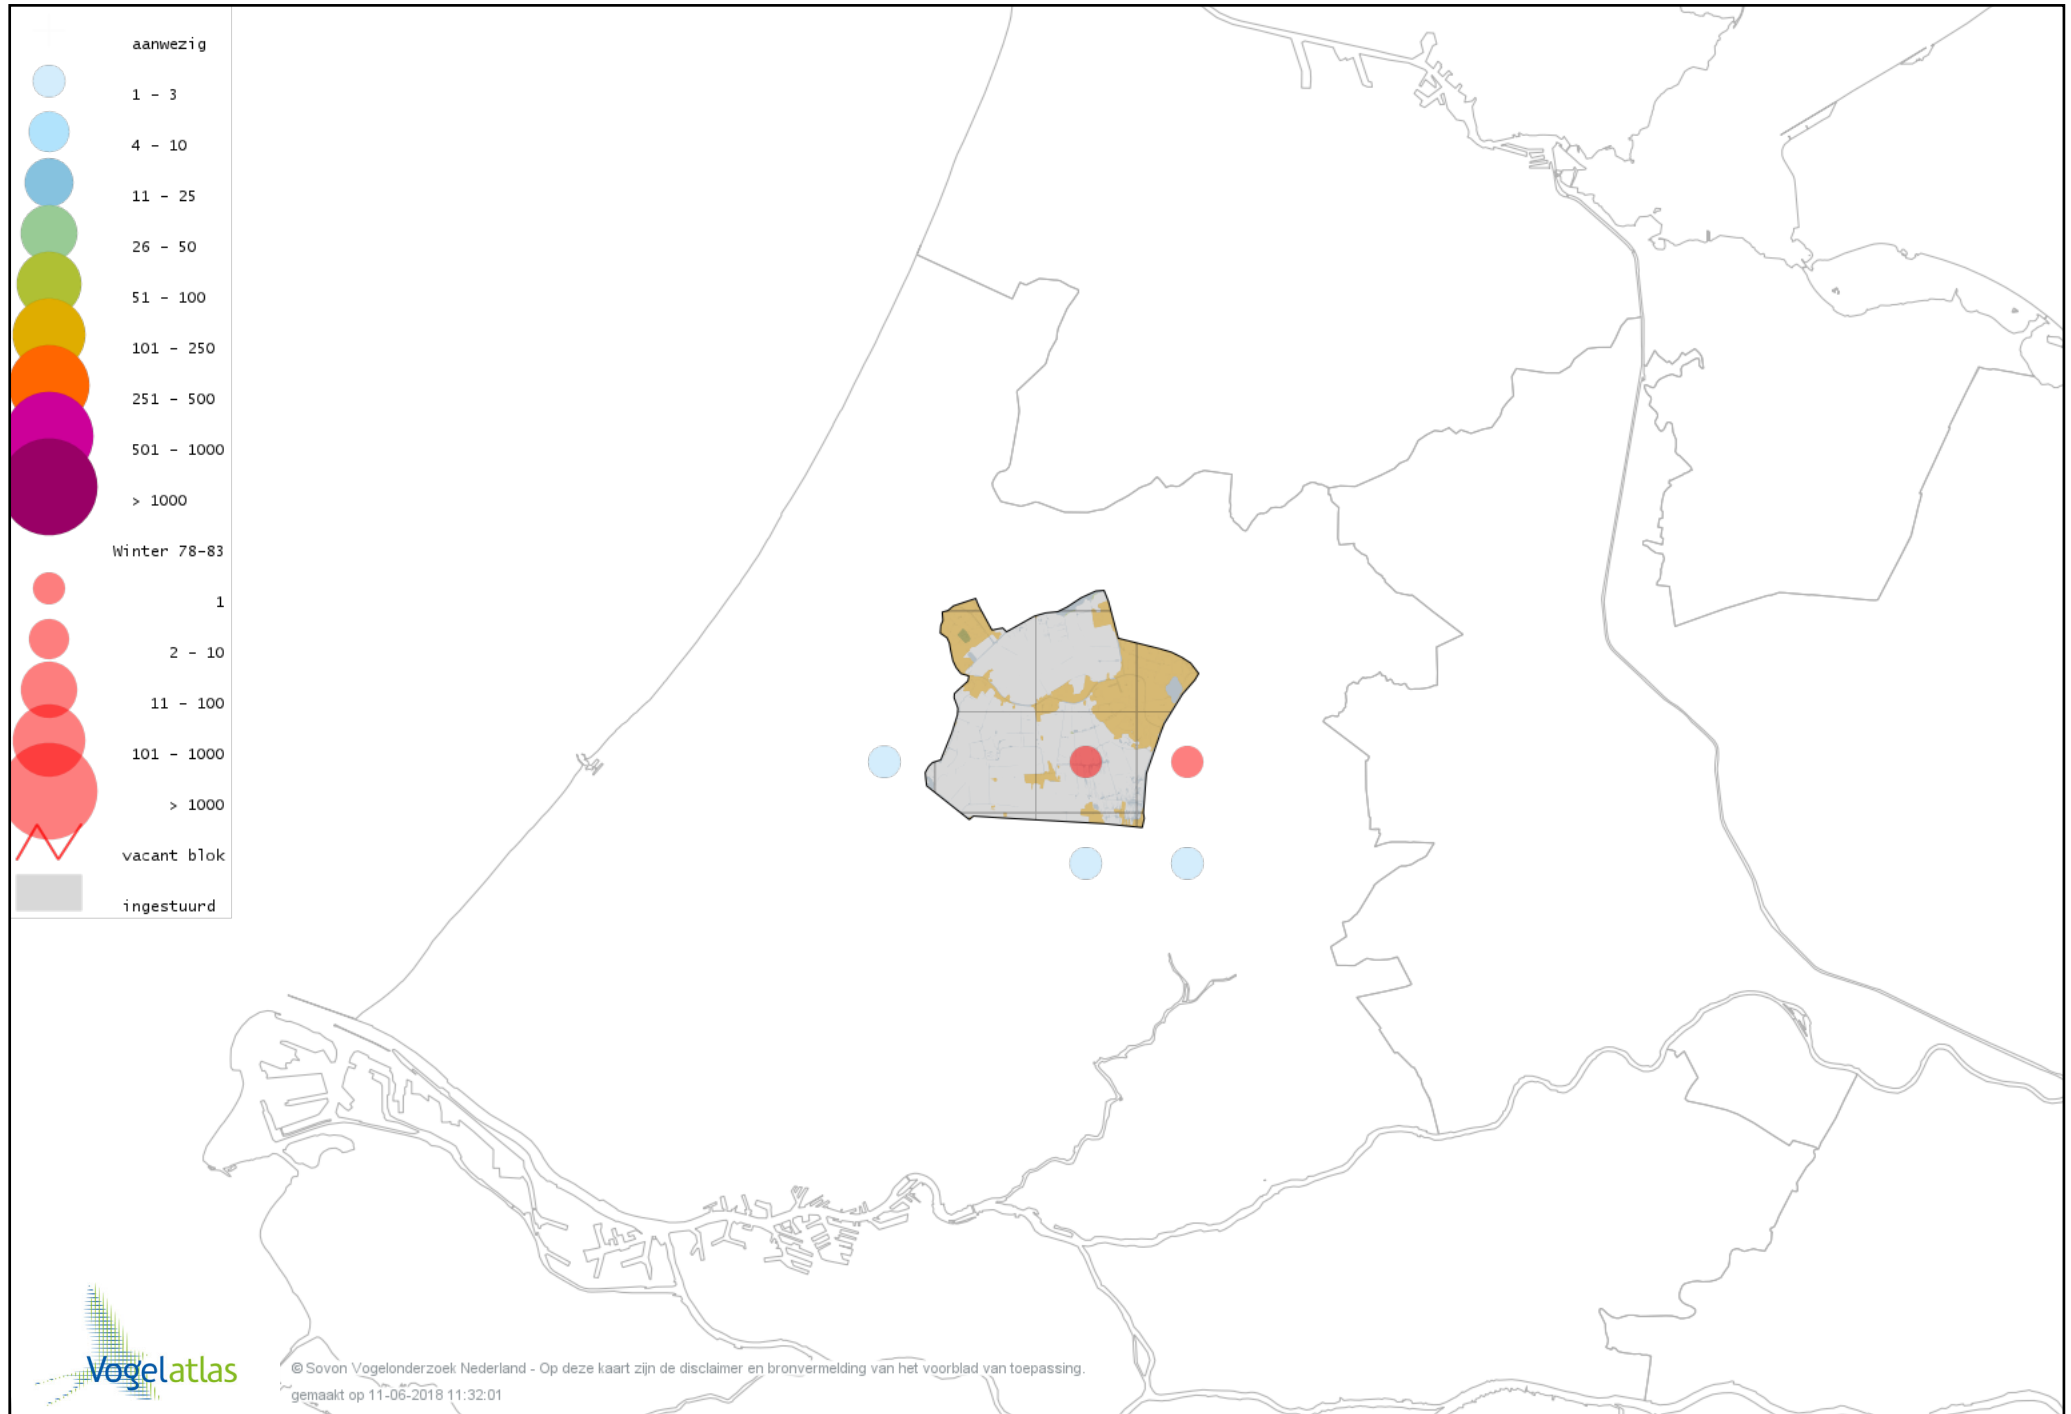 aanwezig
1 - 3
4 - 10
11 - 25
26 - 50
51 - 100
101 - 250
251 - 500
501 - 1000
> 1000
Winter 78-83
1
2 - 10
11 - 100
101 - 1000
> 1000
vacant blok
ingestuurd
Vogelatlas
© Sovon Vogelonderzoek Nederland - Op deze kaart zijn de disclaimer en bronvermelding van het voorblad van toepassing.
gemaakt op 11-06-2018 11:32:01